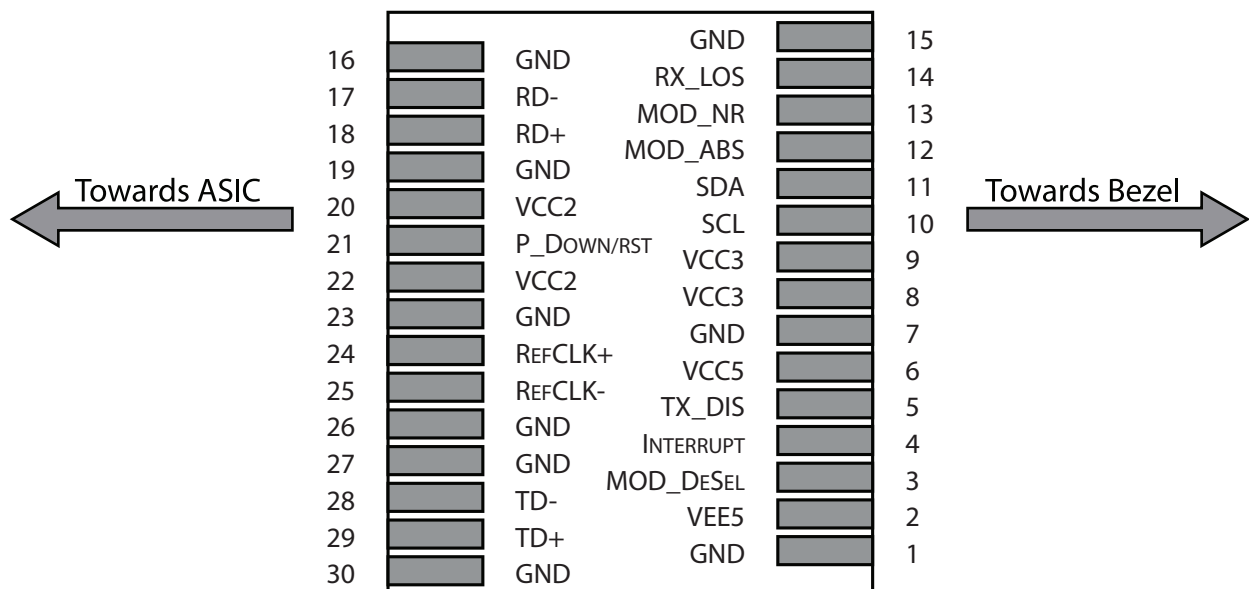 GND 15
16 GND
RX_LOS 14
17 RD-
MOD_NR 13
18 RD+
MOD_ABS 12
19 GND
Towards ASIC
SDA 11
Towards Bezel
20 VCC2
SCL 10
21 P_DOWN/RST
VCC3 9
22 VCC2
VCC3 8
23 GND
GND 7
24 REFCLK+
VCC5 6
25 REFCLK-
TX_DIS 5
26 GND
INTERRUPT 4
27 GND
MOD_DESEL 3
28 TD-
VEE5 2
29 TD+
GND 1
30 GND